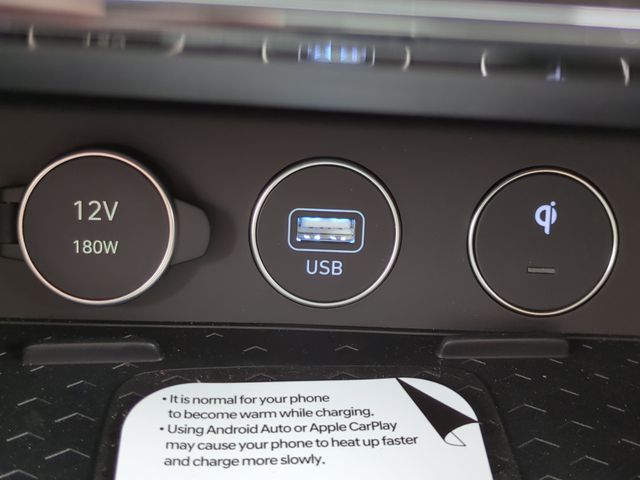 12V
180W
USB
• It is normal for your phone
to become warm while charging.
• Using Android Auto or Apple CarPlay
may cause your phone to heat up faster
and charge more slowly.